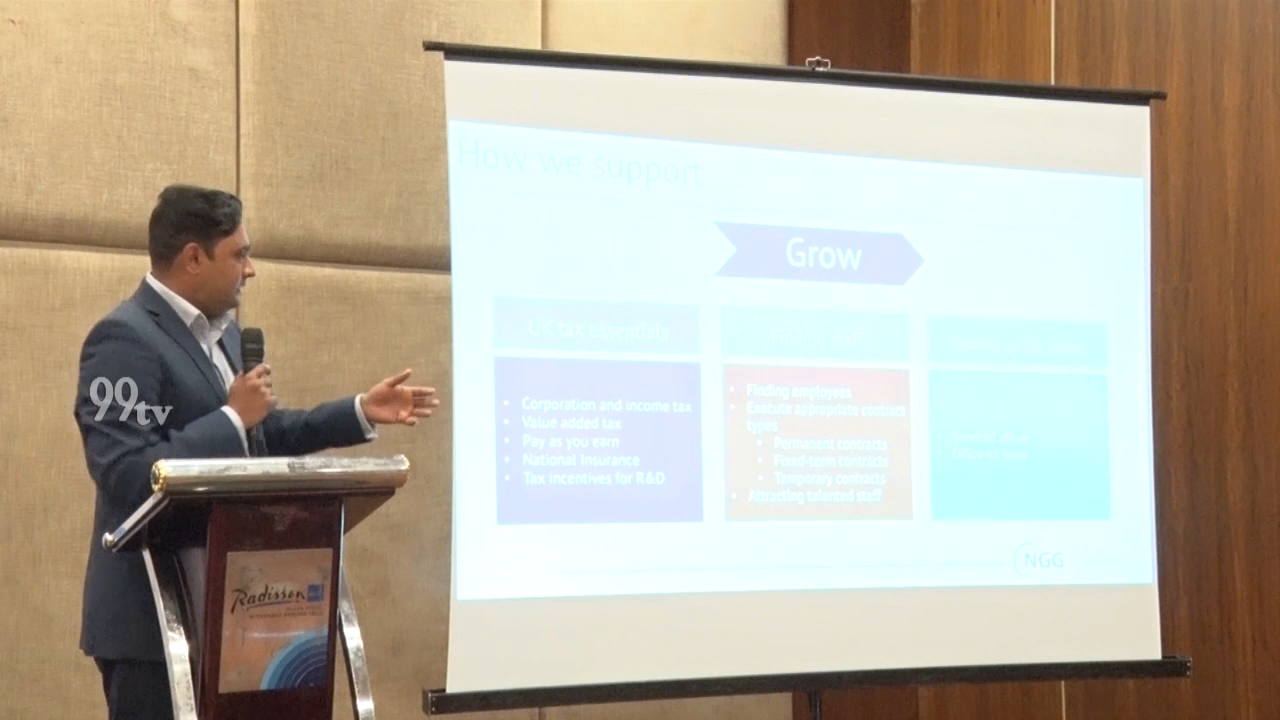 How we support
Grow
UK tax essentials
• Corporation and income tax
• Value added tax
• Pay as you earn
• National Insurance
• Tax incentives for R&D
• Finding employees
• Execute appropriate contract
types
• Permanent contracts
• Fixed-term contracts
• Temporary contracts
• Attracting talented staff
NGG
99tv
Radisson